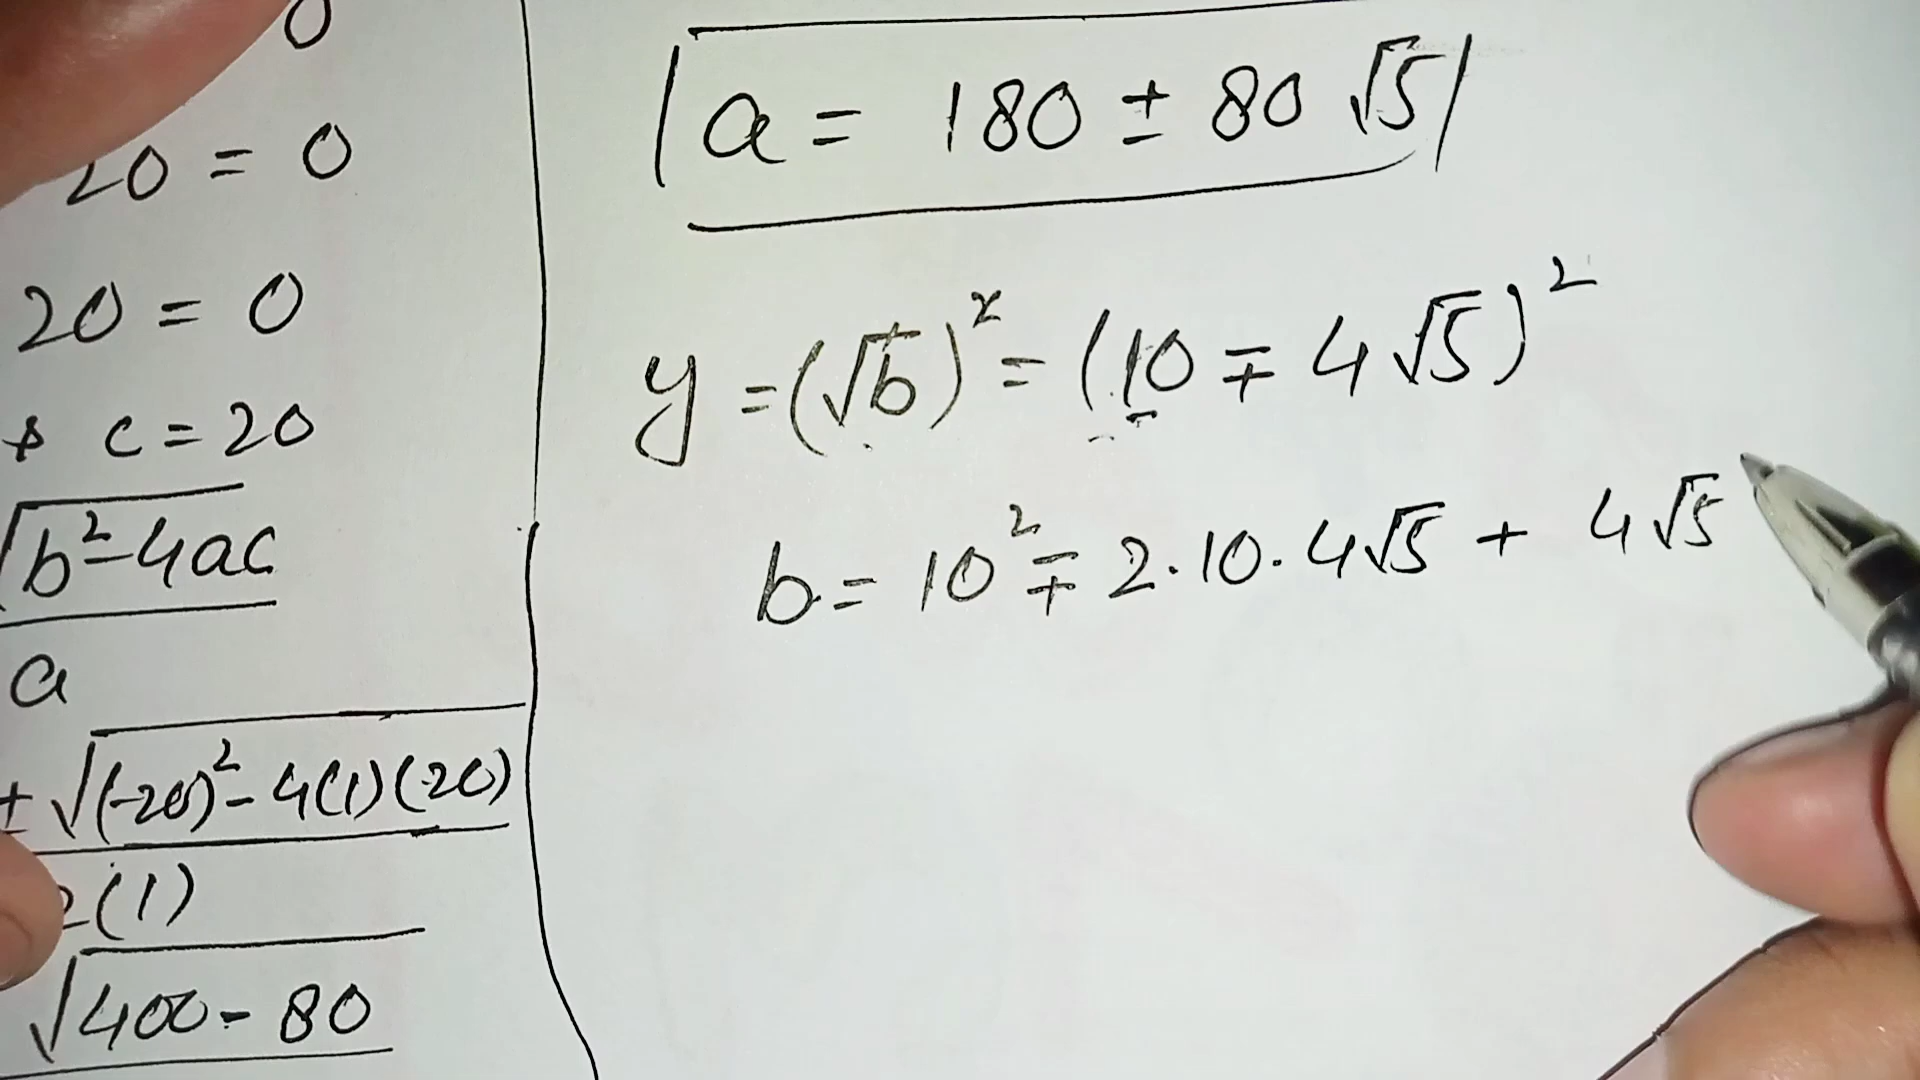 0
20 = 0
20 = 0
c = 20
√b²-4ac
a
± √(-20)² - 4(1)(20)
2(1)
√400 - 80
a = 180 ± 80 √5
y = (√b)² = (10 ∓ 4√5)²
b = 10² ∓ 2·10·4√5 + 4√5